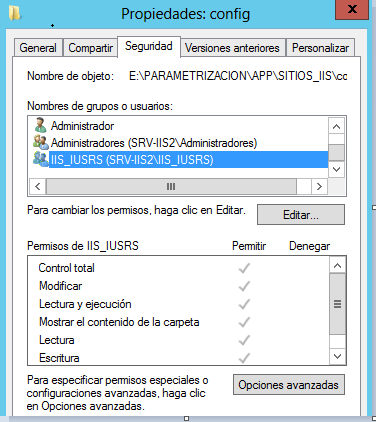 Propiedades: config
General
Compartir
Seguridad
Versiones anteriores
Personalizar
Nombre de objeto: E:\PARAMETRIZACION\APP\SITIOS_IIS\co
Nombres de grupos o usuarios:
Administrador
Administradores (SRV-IIS2\Administradores)
IIS_IUSRS (SRV-IIS2\IIS_IUSRS)
Para cambiar los permisos, haga clic en Editar.
Editar...
Permisos de IIS_IUSRS Permitir Denegar
Control total
Modificar
Lectura y ejecución
Mostrar el contenido de la carpeta
Lectura
Escritura
Para especificar permisos especiales o
configuraciones avanzadas, haga clic
en Opciones avanzadas.
Opciones avanzadas